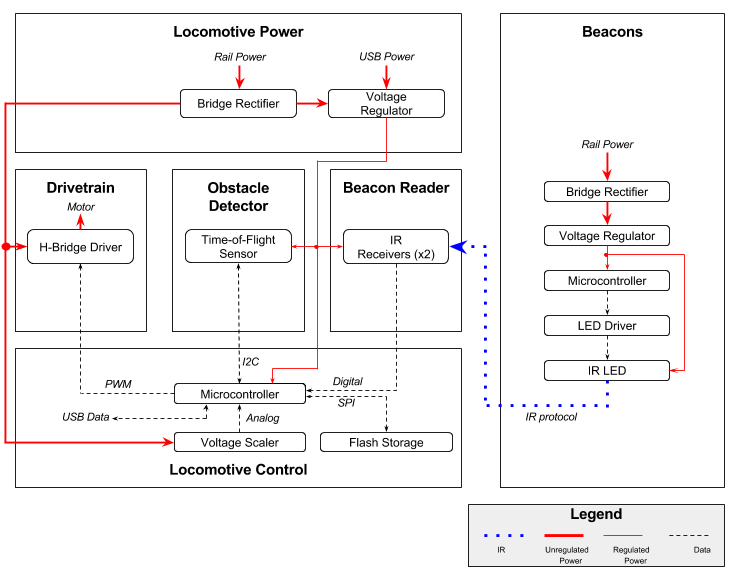 Locomotive Power
Rail Power
USB Power
Bridge Rectifier
Voltage
Regulator
Drivetrain
Motor
H-Bridge Driver
Obstacle
Detector
Time-of-Flight
Sensor
Beacon Reader
IR
Receivers (x2)
I2C
PWM
Digital
SPI
Microcontroller
USB Data
Analog
Voltage Scaler
Flash Storage
Locomotive Control
Beacons
Rail Power
Bridge Rectifier
Voltage Regulator
Microcontroller
LED Driver
IR LED
IR protocol
Legend
IR
Unregulated
Power
Regulated
Power
Data